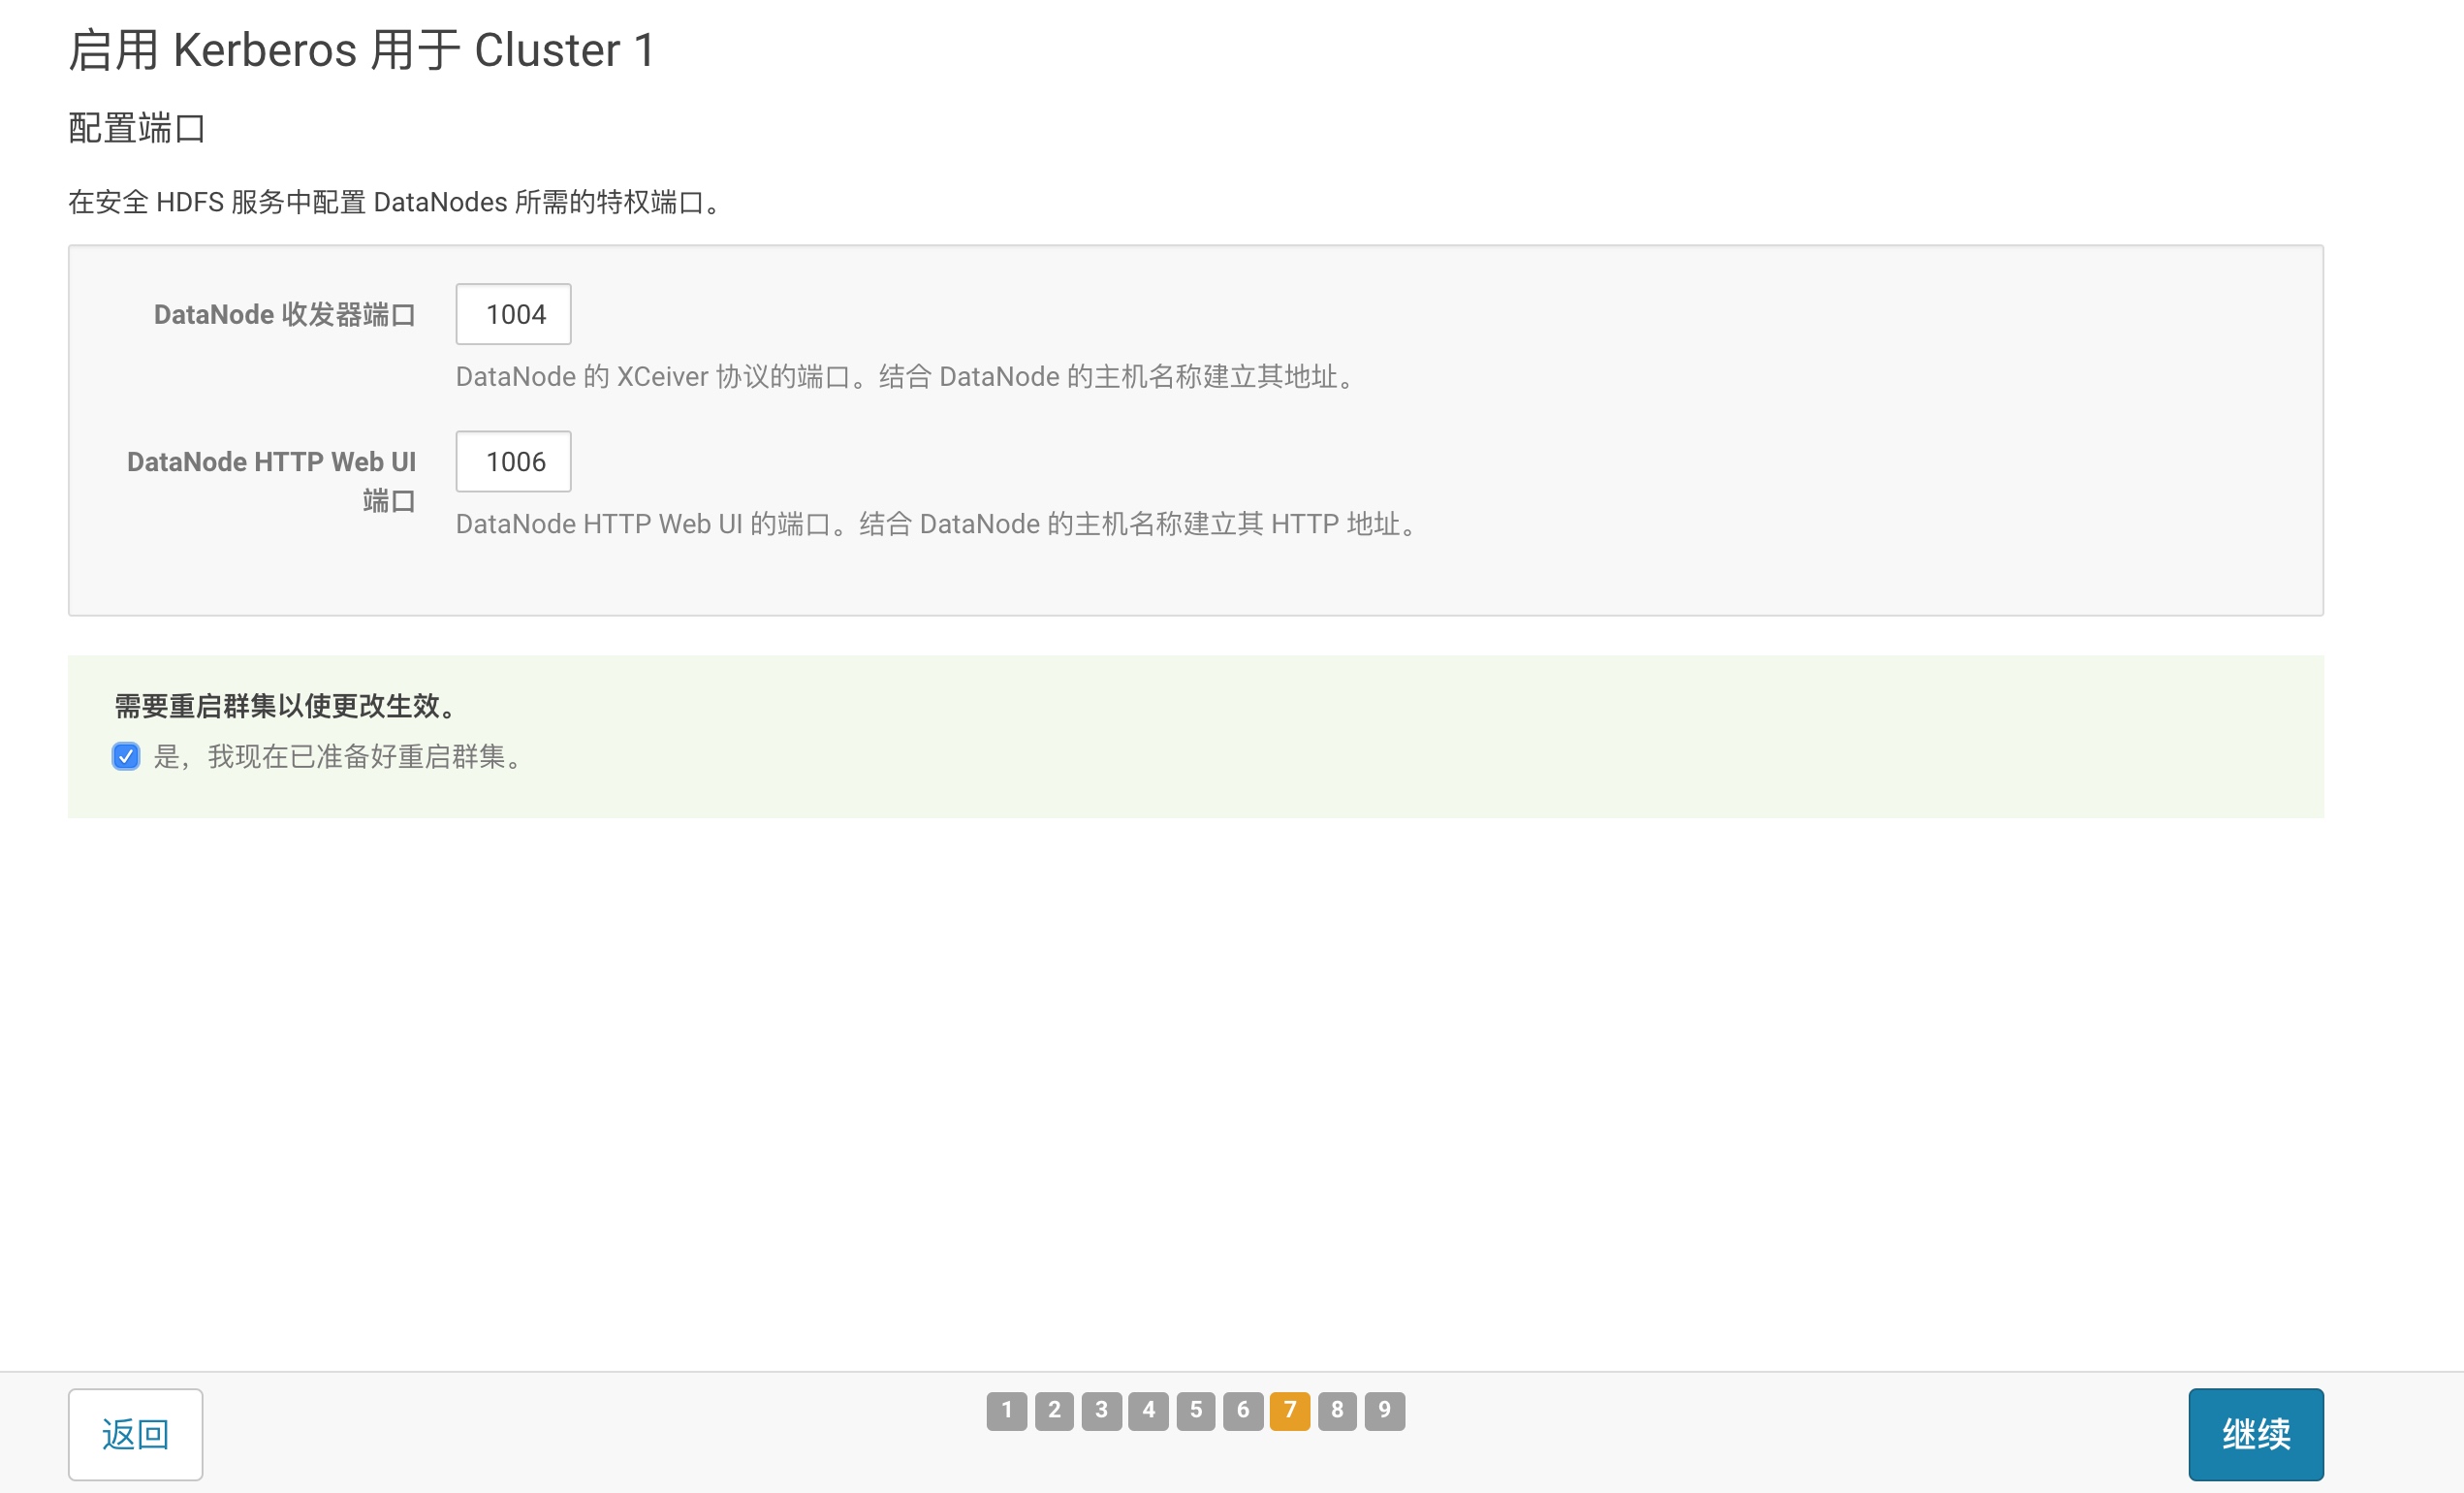 启用 Kerberos 用于 Cluster 1
配置端口
在安全 HDFS 服务中配置 DataNodes 所需的特权端口。
DataNode 收发器端口
1004
DataNode 的 XCeiver 协议的端口。结合 DataNode 的主机名称建立其地址。
DataNode HTTP Web UI
端口
1006
DataNode HTTP Web UI 的端口。结合 DataNode 的主机名称建立其 HTTP 地址。
需要重启群集以使更改生效。
是，我现在已准备好重启群集。
返回
1 2 3 4 5 6 7 8 9
继续